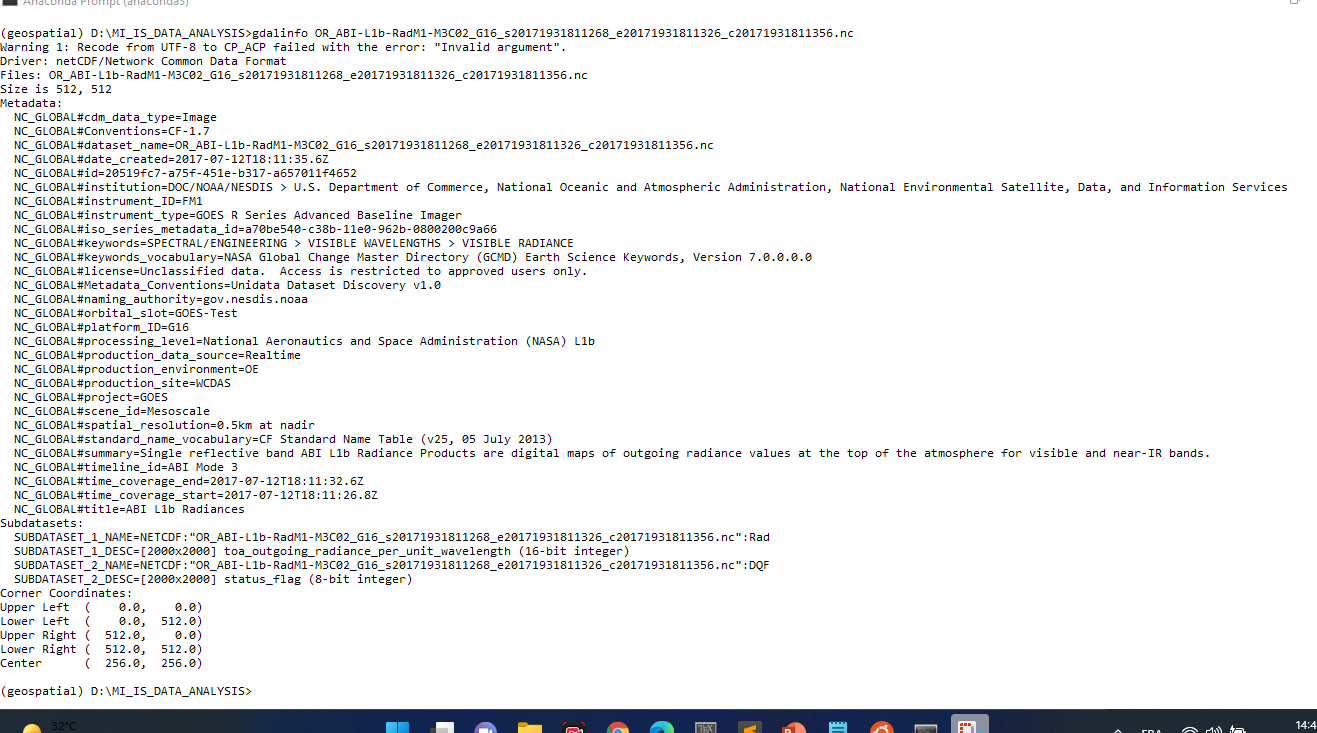 Anaconda Prompt (anaconda3)
(geospatial) D:\MI_IS_DATA_ANALYSIS>gdalinfo OR_ABI-L1b-RadM1-M3C02_G16_s20171931811268_e20171931811326_c20171931811356.nc
Warning 1: Recode from UTF-8 to CP_ACP failed with the error: "Invalid argument".
Driver: netCDF/Network Common Data Format
Files: OR_ABI-L1b-RadM1-M3C02_G16_s20171931811268_e20171931811326_c20171931811356.nc
Size is 512, 512
Metadata:
  NC_GLOBAL#cdm_data_type=Image
  NC_GLOBAL#Conventions=CF-1.7
  NC_GLOBAL#dataset_name=OR_ABI-L1b-RadM1-M3C02_G16_s20171931811268_e20171931811326_c20171931811356.nc
  NC_GLOBAL#date_created=2017-07-12T18:11:35.6Z
  NC_GLOBAL#id=20519fc7-a75f-451e-b317-a657011f4652
  NC_GLOBAL#institution=DOC/NOAA/NESDIS > U.S. Department of Commerce, National Oceanic and Atmospheric Administration, National Environmental Satellite, Data, and Information Services
  NC_GLOBAL#instrument_ID=FM1
  NC_GLOBAL#instrument_type=GOES R Series Advanced Baseline Imager
  NC_GLOBAL#iso_series_metadata_id=a70be540-c38b-11e0-962b-0800200c9a66
  NC_GLOBAL#keywords=SPECTRAL/ENGINEERING > VISIBLE WAVELENGTHS > VISIBLE RADIANCE
  NC_GLOBAL#keywords_vocabulary=NASA Global Change Master Directory (GCMD) Earth Science Keywords, Version 7.0.0.0.0
  NC_GLOBAL#license=Unclassified data.  Access is restricted to approved users only.
  NC_GLOBAL#Metadata_Conventions=Unidata Dataset Discovery v1.0
  NC_GLOBAL#naming_authority=gov.nesdis.noaa
  NC_GLOBAL#orbital_slot=GOES-Test
  NC_GLOBAL#platform_ID=G16
  NC_GLOBAL#processing_level=National Aeronautics and Space Administration (NASA) L1b
  NC_GLOBAL#production_data_source=Realtime
  NC_GLOBAL#production_environment=OE
  NC_GLOBAL#production_site=WCDAS
  NC_GLOBAL#project=GOES
  NC_GLOBAL#scene_id=Mesoscale
  NC_GLOBAL#spatial_resolution=0.5km at nadir
  NC_GLOBAL#standard_name_vocabulary=CF Standard Name Table (v25, 05 July 2013)
  NC_GLOBAL#summary=Single reflective band ABI L1b Radiance Products are digital maps of outgoing radiance values at the top of the atmosphere for visible and near-IR bands.
  NC_GLOBAL#timeline_id=ABI Mode 3
  NC_GLOBAL#time_coverage_end=2017-07-12T18:11:32.6Z
  NC_GLOBAL#time_coverage_start=2017-07-12T18:11:26.8Z
  NC_GLOBAL#title=ABI L1b Radiances
Subdatasets:
  SUBDATASET_1_NAME=NETCDF:"OR_ABI-L1b-RadM1-M3C02_G16_s20171931811268_e20171931811326_c20171931811356.nc":Rad
  SUBDATASET_1_DESC=[2000x2000] toa_outgoing_radiance_per_unit_wavelength (16-bit integer)
  SUBDATASET_2_NAME=NETCDF:"OR_ABI-L1b-RadM1-M3C02_G16_s20171931811268_e20171931811326_c20171931811356.nc":DQF
  SUBDATASET_2_DESC=[2000x2000] status_flag (8-bit integer)
Corner Coordinates:
Upper Left  (    0.0,    0.0)
Lower Left  (    0.0,  512.0)
Upper Right (  512.0,    0.0)
Lower Right (  512.0,  512.0)
Center      (  256.0,  256.0)
(geospatial) D:\MI_IS_DATA_ANALYSIS>
32°C
TEX
FRA
14:4